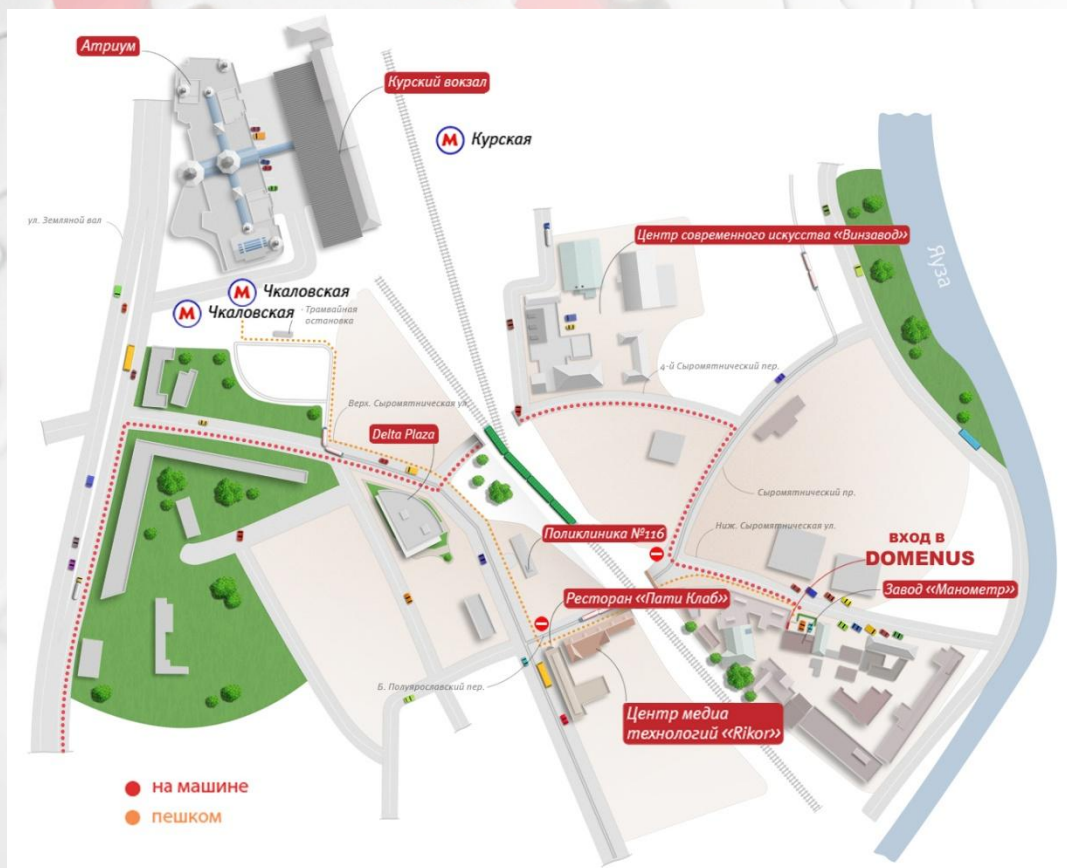 Атриум
Курский вокзал
М Курская
ул. Земляной вал
Центр современного искусства «Винзавод»
Яуза
М Чкаловская
М Чкаловская
Трамвайная
остановка
4-й Сыромятнический пер.
Верх. Сыромятническая ул.
Delta Plaza
Сыромятнический пр.
Ниж. Сыромятническая ул.
Поликлиника №116
вход в
DOMENUS
Завод «Манометр»
Ресторан «Пати Клаб»
Б. Полуярославский пер.
Центр медиа
технологий «Rikor»
на машине
пешком